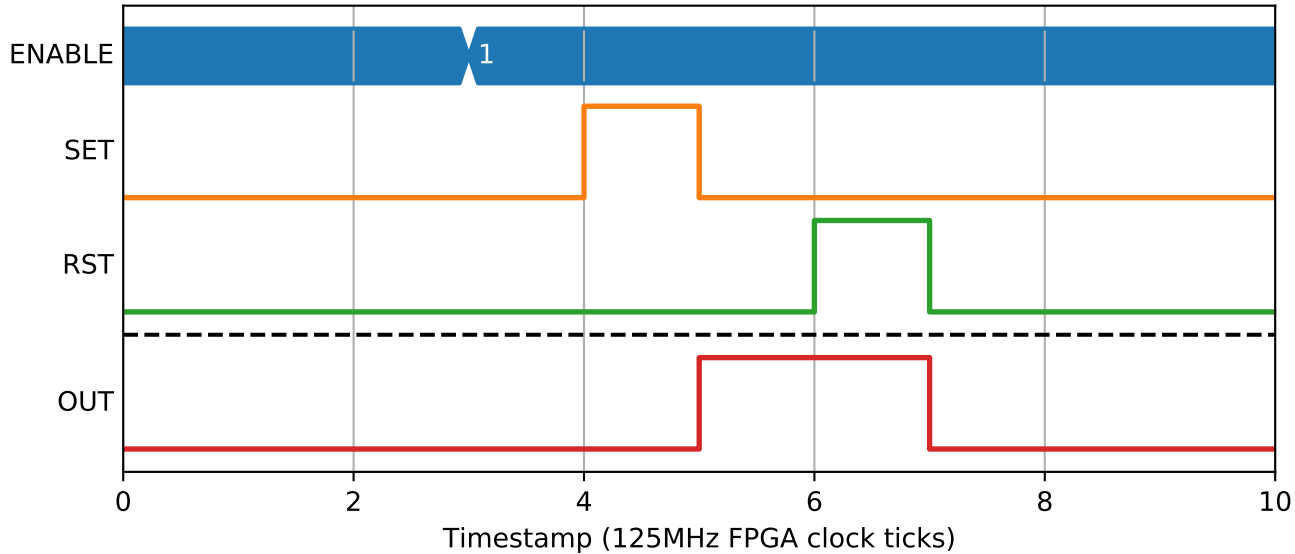 ENABLE
1
SET
RST
OUT
0 2 4 6 8 10
Timestamp (125MHz FPGA clock ticks)